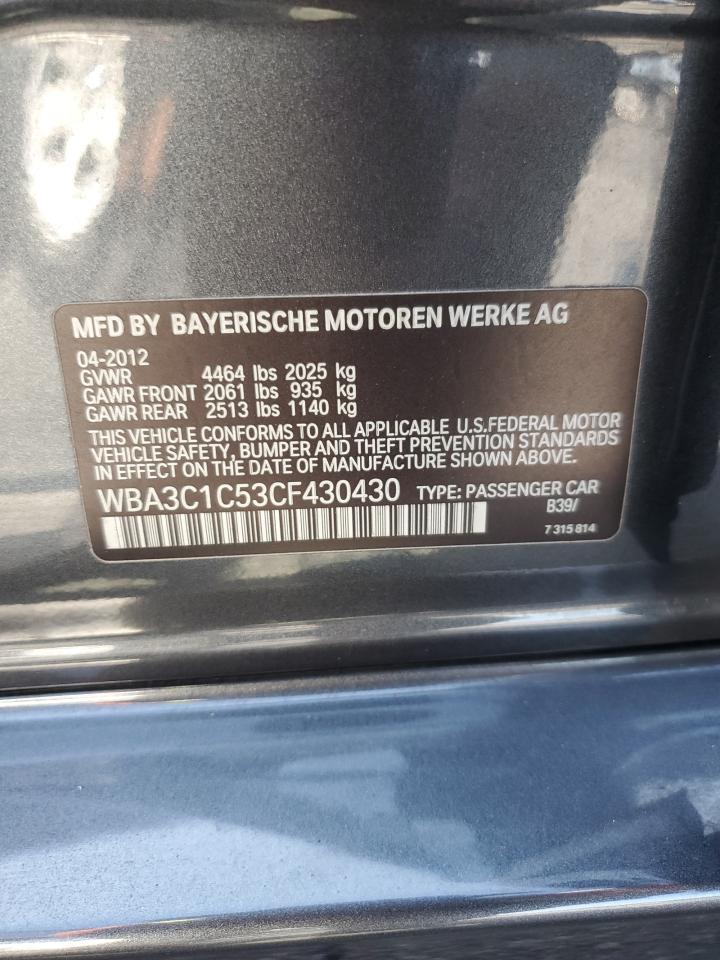 MFD BY BAYERISCHE MOTOREN WERKE AG
04-2012
GVWR 4464 lbs 2025 kg
GAWR FRONT 2061 lbs 935 kg
GAWR REAR 2513 lbs 1140 kg
THIS VEHICLE CONFORMS TO ALL APPLICABLE U.S.FEDERAL MOTOR
VEHICLE SAFETY, BUMPER AND THEFT PREVENTION STANDARDS
IN EFFECT ON THE DATE OF MANUFACTURE SHOWN ABOVE.
WBA3C1C53CF430430 TYPE: PASSENGER CAR
B39/
7 315 814